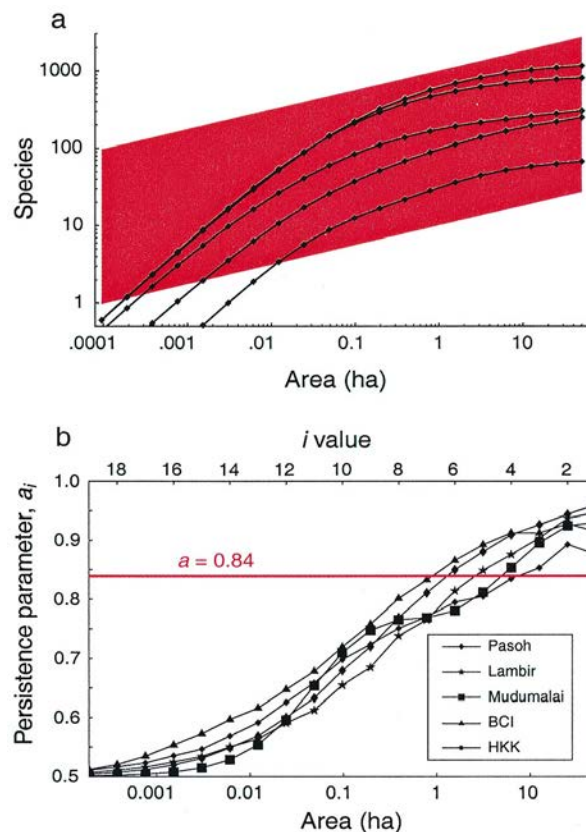 a
1000
100
10
1
Species
.0001 .001 .01 0.1 1 10
Area (ha)
b
i value
18 16 14 12 10 8 6 4 2
1.0
0.9
0.8
0.7
0.6
0.5
Persistence parameter, ai
a = 0.84
Pasoh
Lambir
Mudumalai
BCI
HKK
0.001 0.01 0.1 1 10
Area (ha)